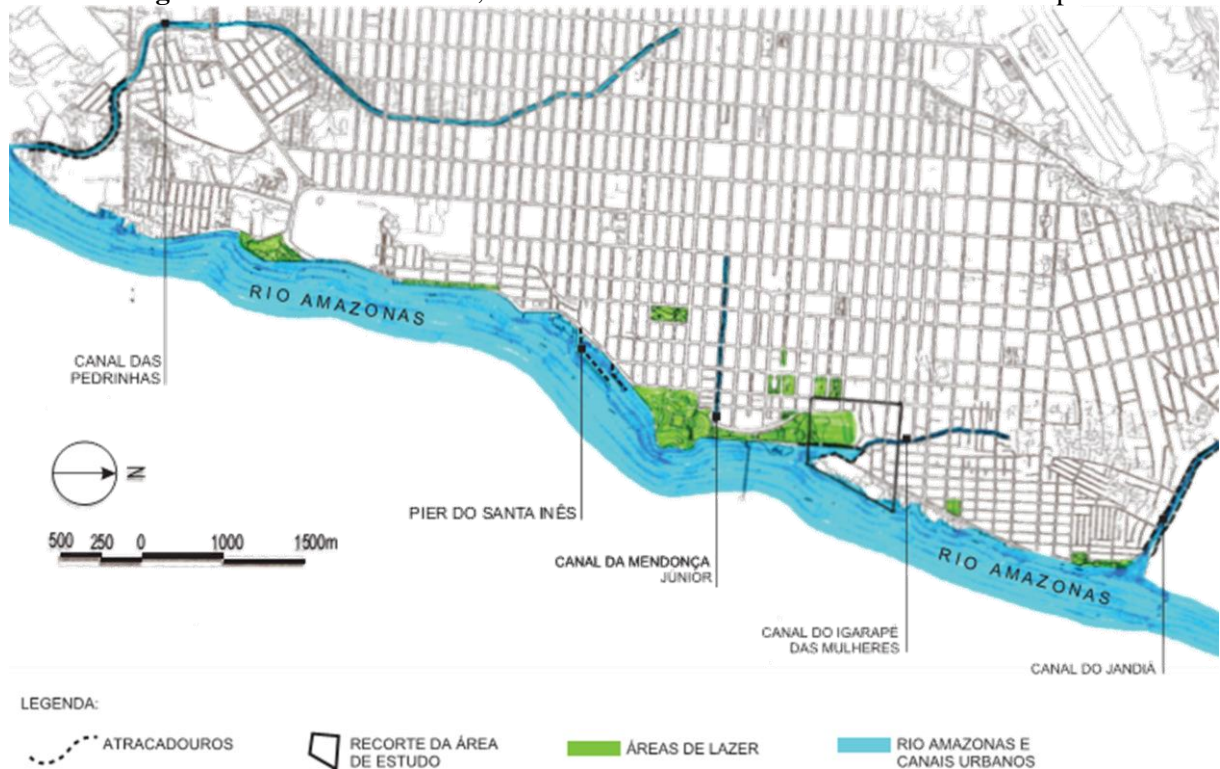 RIO AMAZONAS
CANAL DAS
PEDRINHAS
N
PIER DO SANTA INÊS
500 250 0 1000 1500m
CANAL DA MENDONÇA
JÚNIOR
RIO AMAZONAS
CANAL DO IGARAPÉ
DAS MULHERES
CANAL DO JANDIÁ
LEGENDA:
ATRACADOUROS
RECORTE DA ÁREA
DE ESTUDO
ÁREAS DE LAZER
RIO AMAZONAS E
CANAIS URBANOS